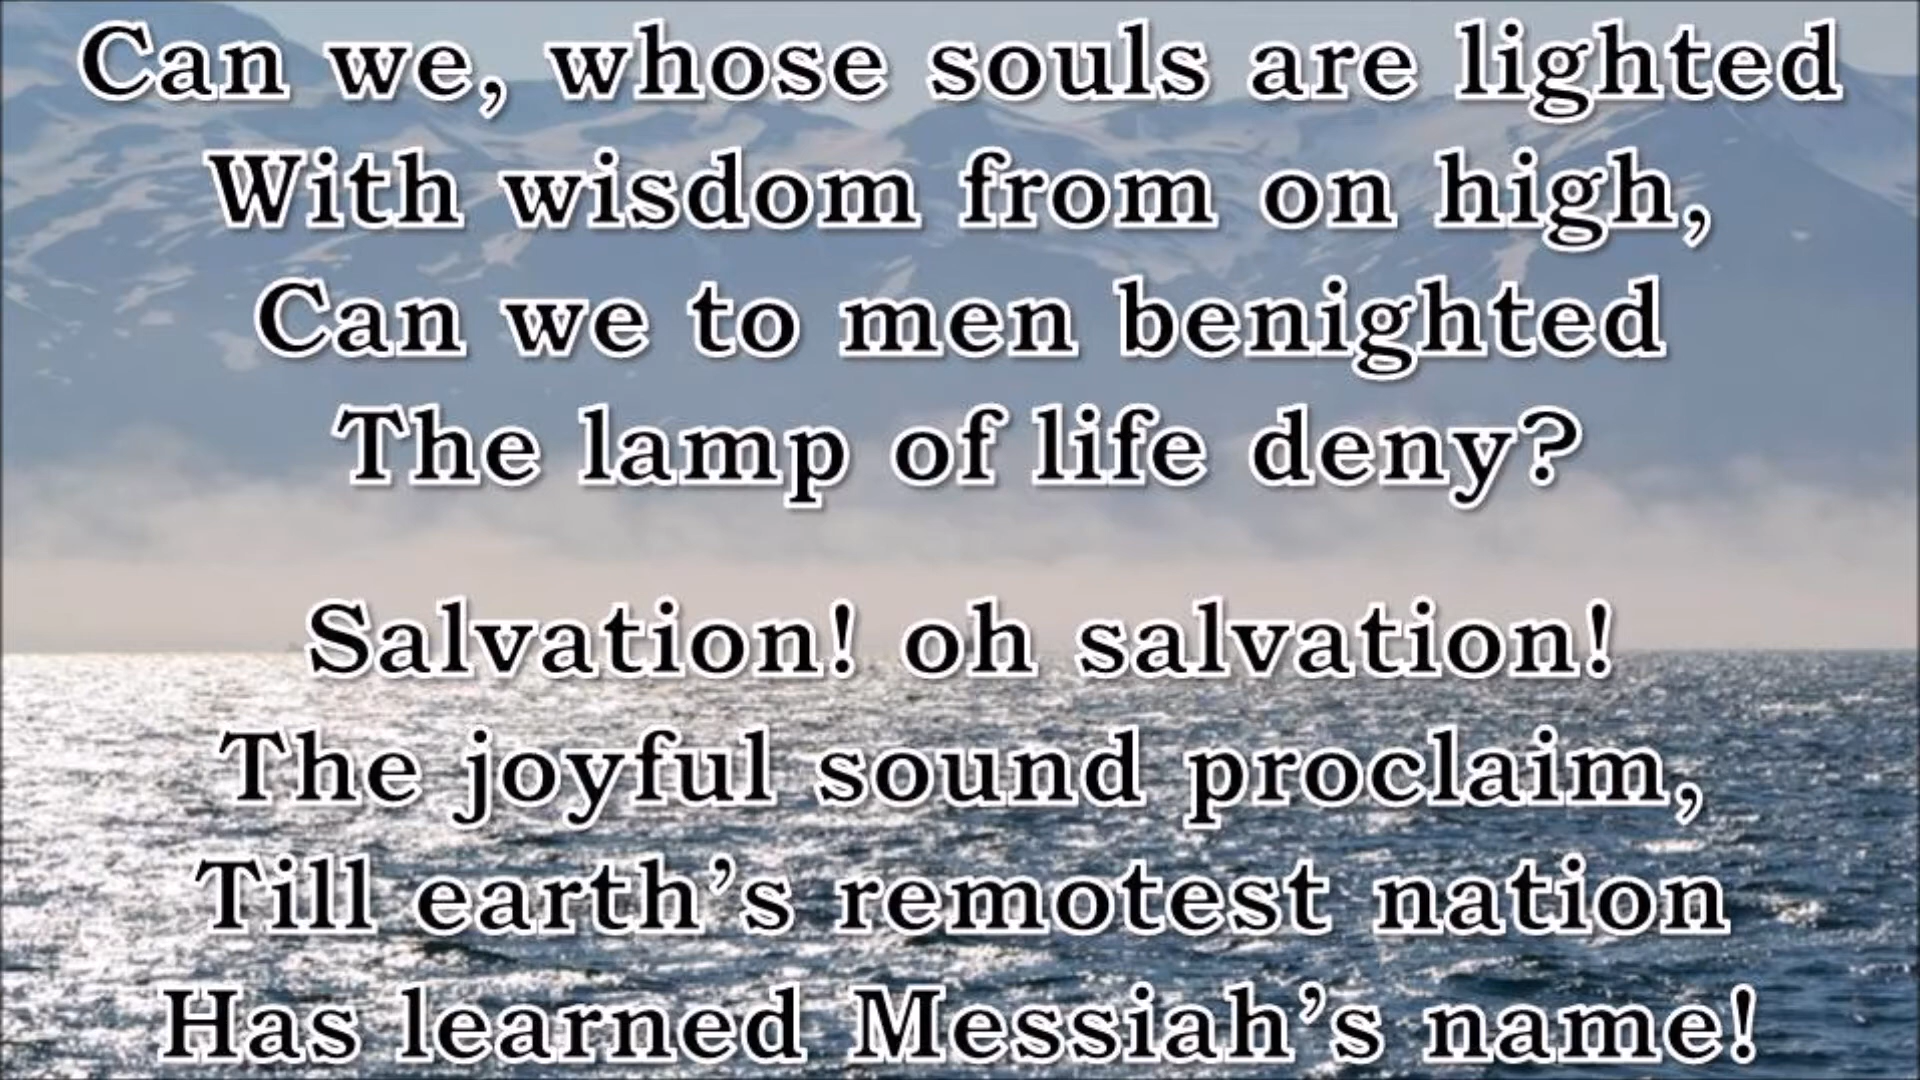 Can we, whose souls are lighted
With wisdom from on high,
Can we to men benighted
The lamp of life deny?
Salvation! oh salvation!
The joyful sound proclaim,
Till earth’s remotest nation
Has learned Messiah’s name!